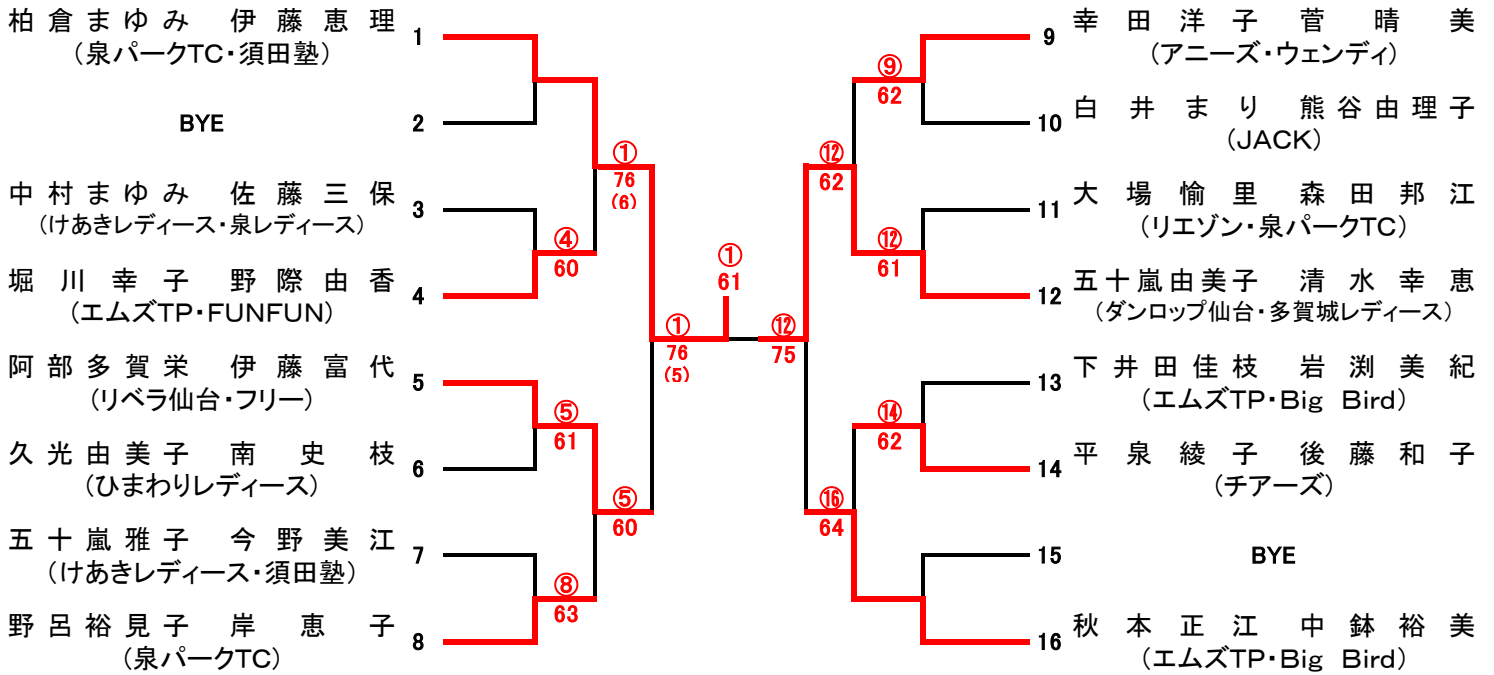 柏倉まゆみ 伊藤恵理
(泉パークTC・須田塾)
1
BYE
2
中村まゆみ 佐藤三保
(けあきレディース・泉レディース)
3
堀川幸子 野際由香
(エムズTP・FUNFUN)
4
阿部多賀栄 伊藤富代
(リベラ仙台・フリー)
5
久光由美子 南史枝
(ひまわりレディース)
6
五十嵐雅子 今野美江
(けあきレディース・須田塾)
7
野呂裕見子 岸恵子
(泉パークTC)
8
④
60
⑤
61
⑧
63
①
76
(6)
⑤
60
①
76
(5)
①
61
⑫
75
⑫
62
⑯
64
⑨
62
⑫
61
⑭
62
9
幸田洋子 菅晴美
(アニーズ・ウェンディ)
10
白井まり 熊谷由理子
(JACK)
11
大場愉里 森田邦江
(リエゾン・泉パークTC)
12
五十嵐由美子 清水幸恵
(ダンロップ仙台・多賀城レディース)
13
下井田佳枝 岩渕美紀
(エムズTP・Big Bird)
14
平泉綾子 後藤和子
(チアーズ)
15
BYE
16
秋本正江 中鉢裕美
(エムズTP・Big Bird)